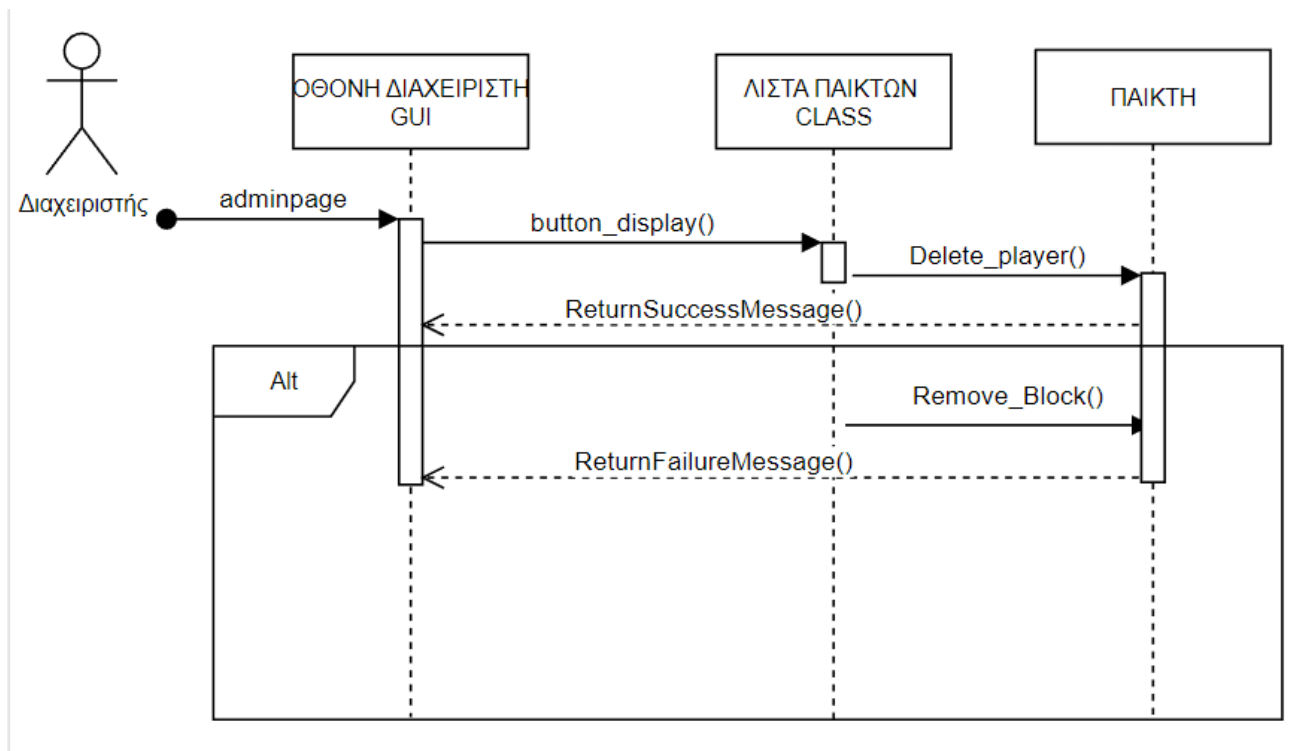 ΟΘΟΝΗ ΔΙΑΧΕΙΡΙΣΤΗ
GUI
ΛΙΣΤΑ ΠΑΙΚΤΩΝ
CLASS
ΠΑΙΚΤΗ
Διαχειριστής
adminpage
button_display()
Delete_player()
ReturnSuccessMessage()
Alt
Remove_Block()
ReturnFailureMessage()